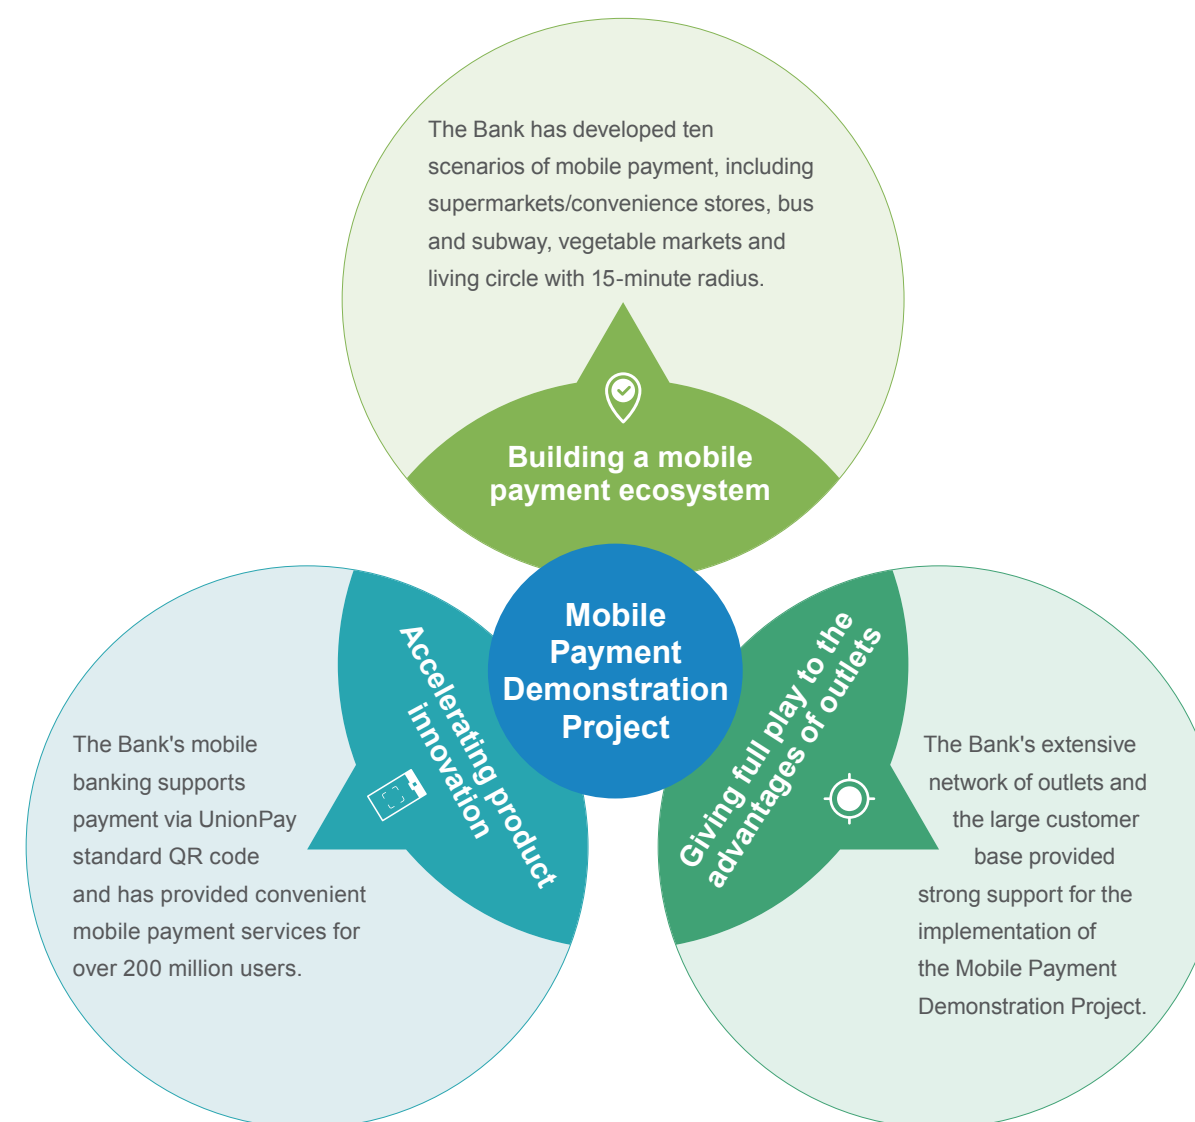 The Bank has developed ten
scenarios of mobile payment, including
supermarkets/convenience stores, bus
and subway, vegetable markets and
living circle with 15-minute radius.
Building a mobile
payment ecosystem
Mobile
Payment
Demonstration
Project
Accelerating product
innovation
The Bank's mobile
banking supports
payment via UnionPay
standard QR code
and has provided convenient
mobile payment services for
over 200 million users.
Giving full play to the
advantages of outlets
The Bank's extensive
network of outlets and
the large customer
base provided
strong support for the
implementation of
the Mobile Payment
Demonstration Project.